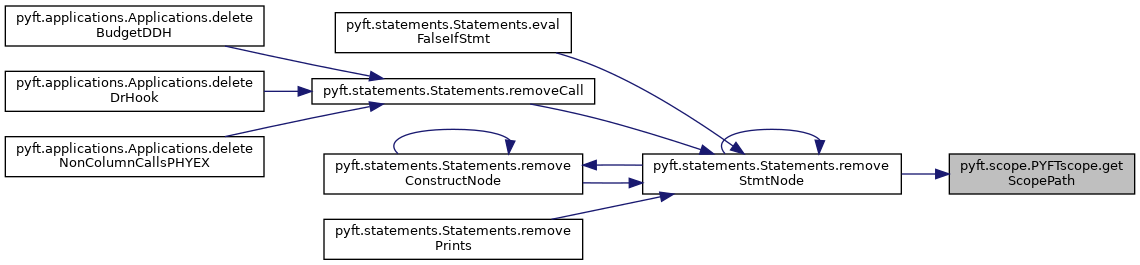 pyft.applications.Applications.delete
BudgetDDH
pyft.applications.Applications.delete
DrHook
pyft.applications.Applications.delete
NonColumnCallsPHYEX
pyft.statements.Statements.eval
FalseIfStmt
pyft.statements.Statements.removeCall
pyft.statements.Statements.remove
ConstructNode
pyft.statements.Statements.remove
Prints
pyft.statements.Statements.remove
StmtNode
pyft.scope.PYFTscope.get
ScopePath